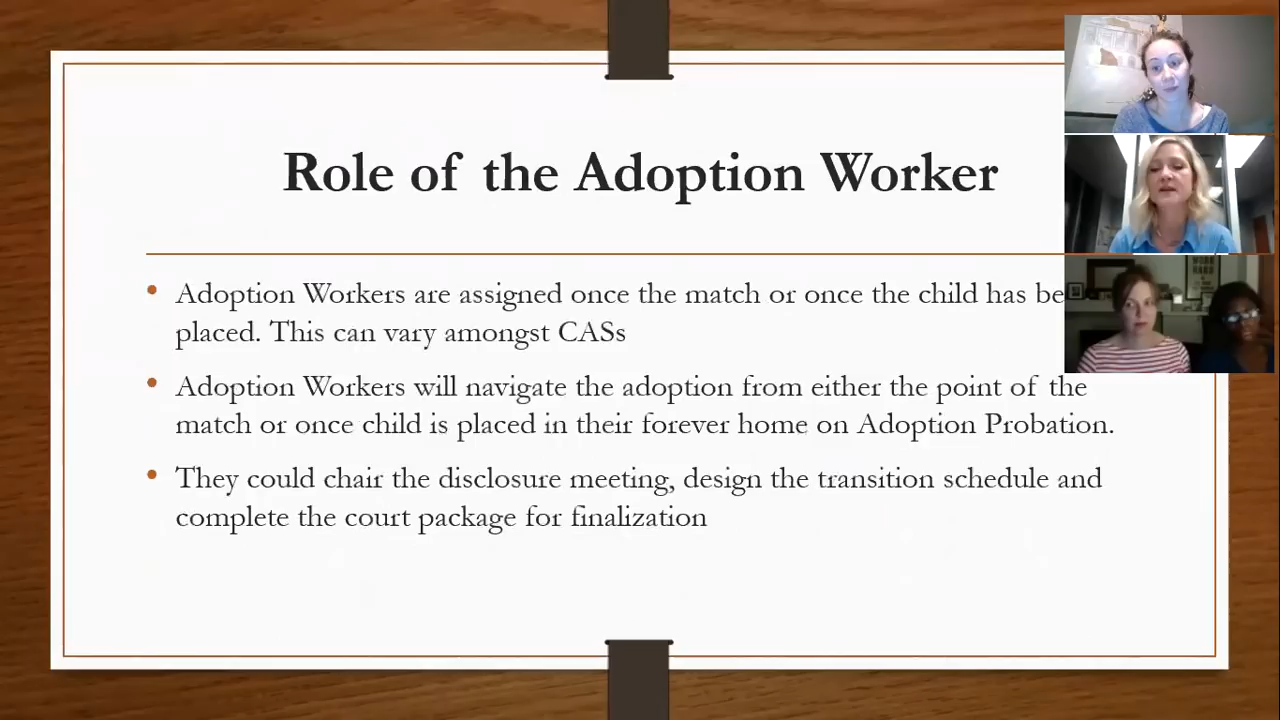 Role of the Adoption Worker
• Adoption Workers are assigned once the match or once the child has be
placed. This can vary amongst CASs
• Adoption Workers will navigate the adoption from either the point of the
match or once child is placed in their forever home on Adoption Probation.
• They could chair the disclosure meeting, design the transition schedule and
complete the court package for finalization
WORK
HARD